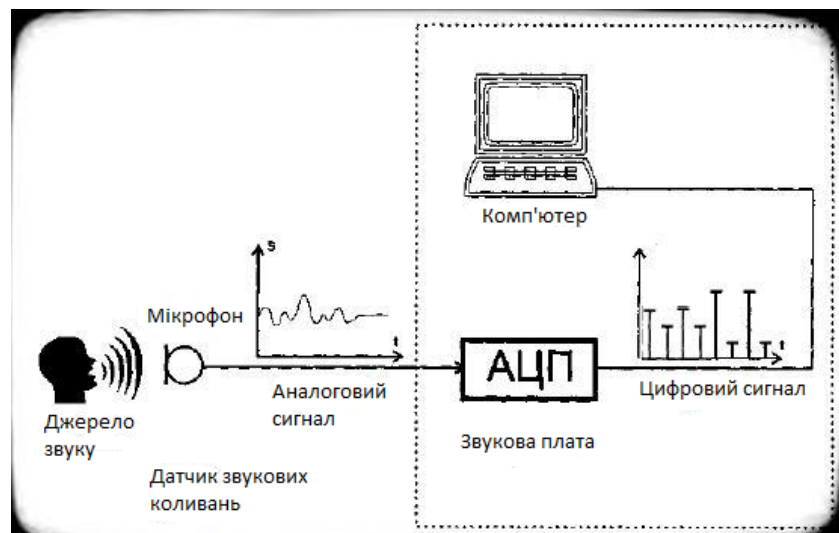 Комп'ютер
s
Мікрофон
t
АЦП
t
Аналоговий
сигнал
Цифровий сигнал
Джерело
звуку
Звукова плата
Датчик звукових
коливань